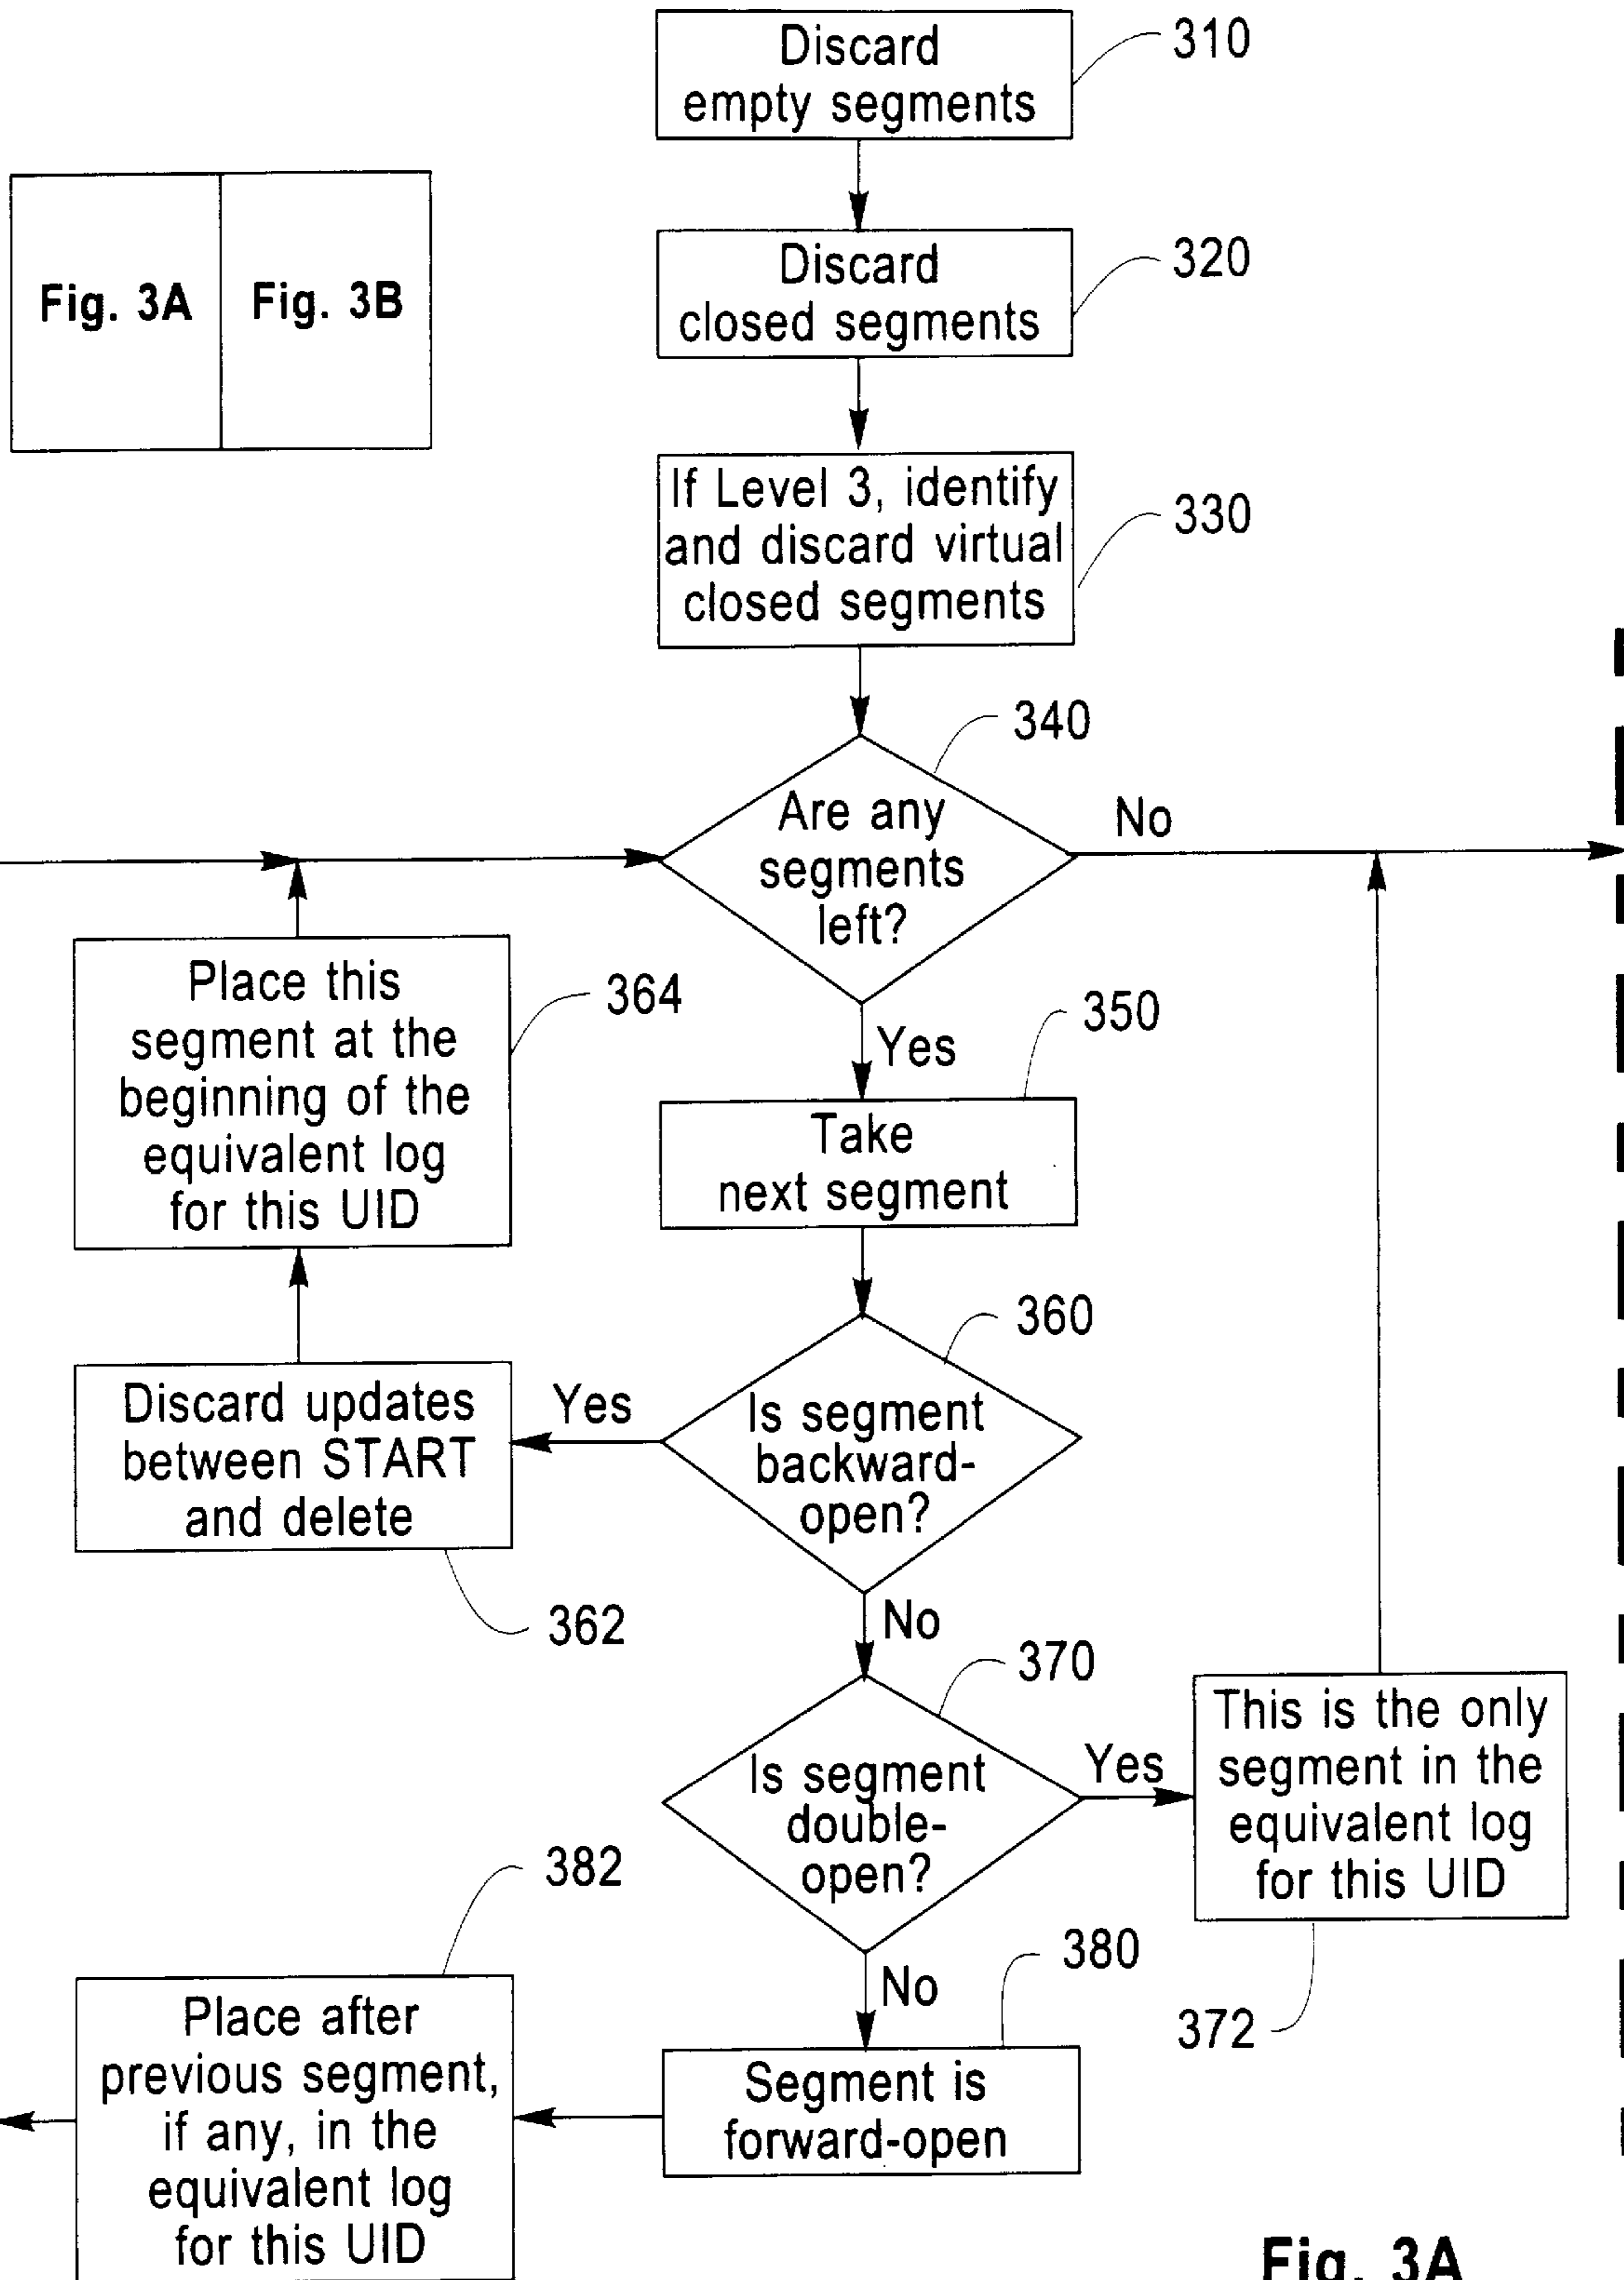 Discard
empty segments
310
Fig. 3A
Fig. 3B
Discard
closed segments
320
If Level 3, identify
and discard virtual
closed segments
330
340
Are any
segments
left?
No
Yes
Place this
segment at the
beginning of the
equivalent log
for this UID
364
350
Take
next segment
360
Is segment
backward-
open?
Yes
Discard updates
between START
and delete
362
No
370
Is segment
double-
open?
Yes
This is the only
segment in the
equivalent log
for this UID
372
No
380
Segment is
forward-open
382
Place after
previous segment,
if any, in the
equivalent log
for this UID
Fig. 3A